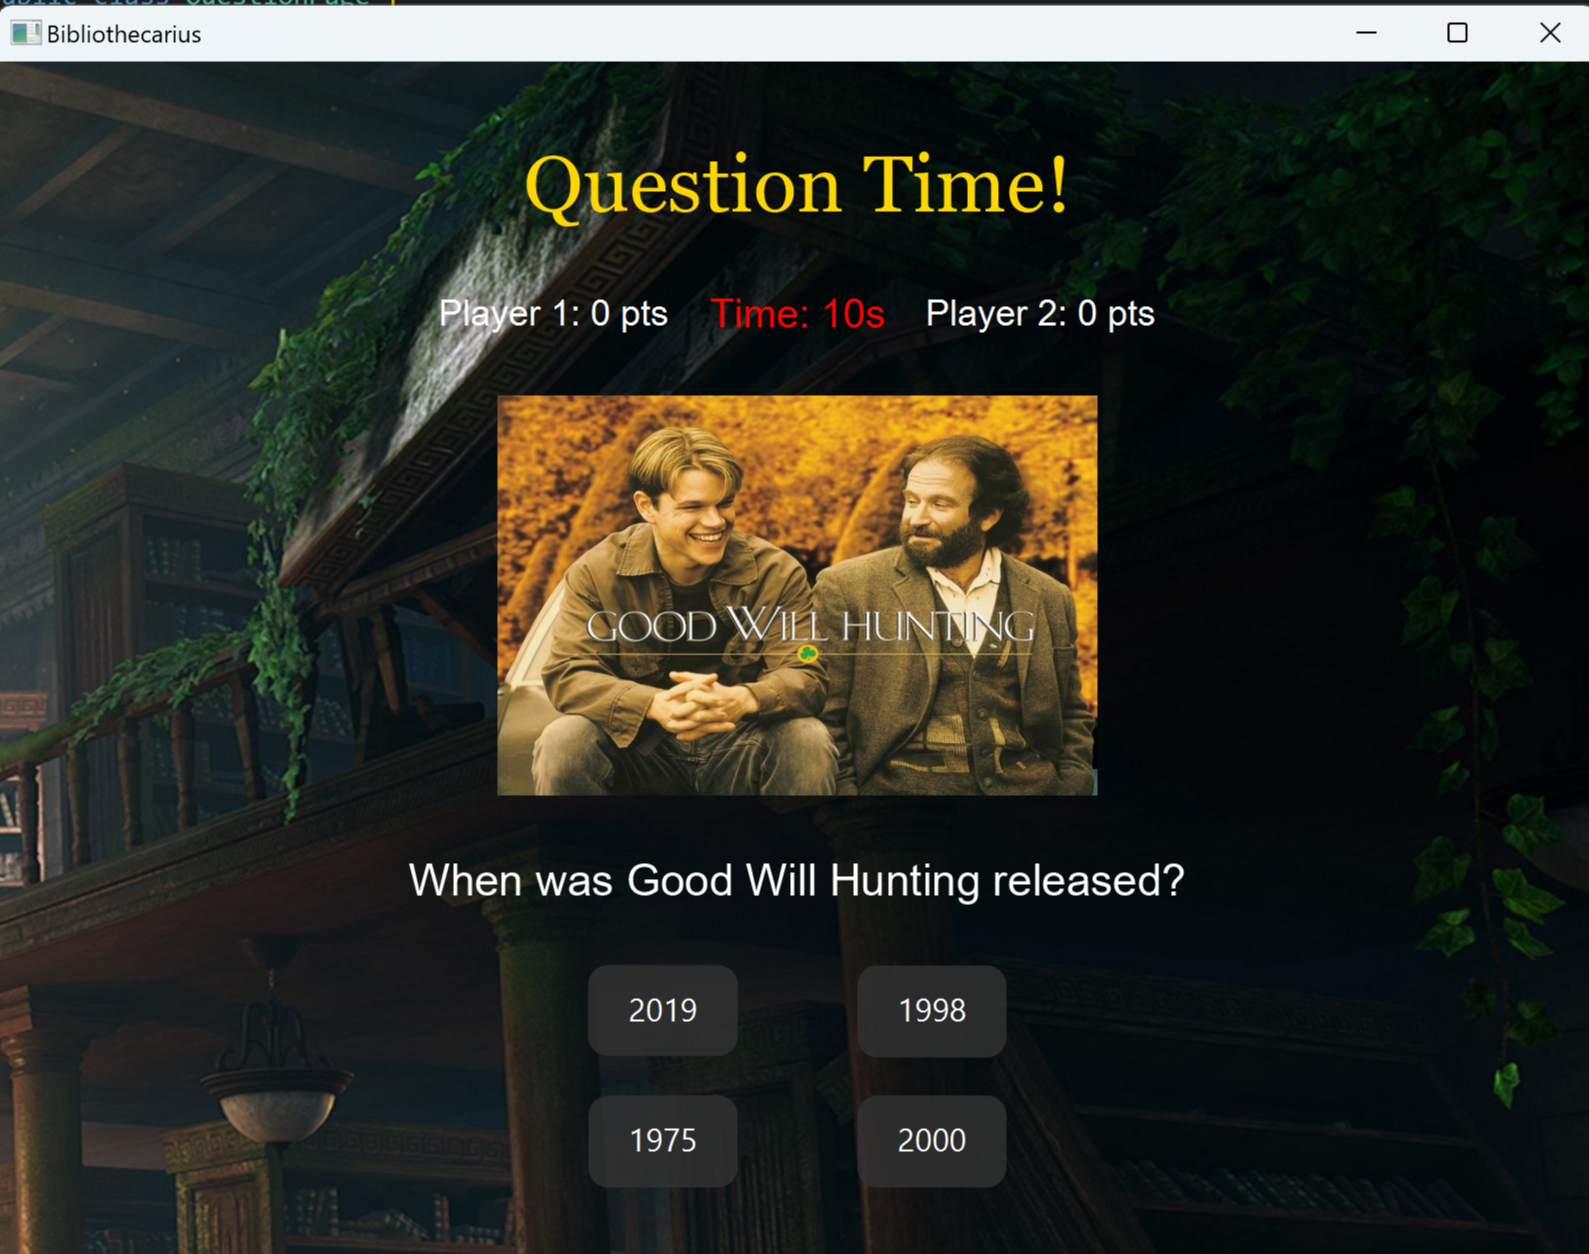 Bibliothecarius
Question Time!
Player 1: 0 pts Time: 10s Player 2: 0 pts
GOOD WILL HUNTING
When was Good Will Hunting released?
2019 1998
1975 2000